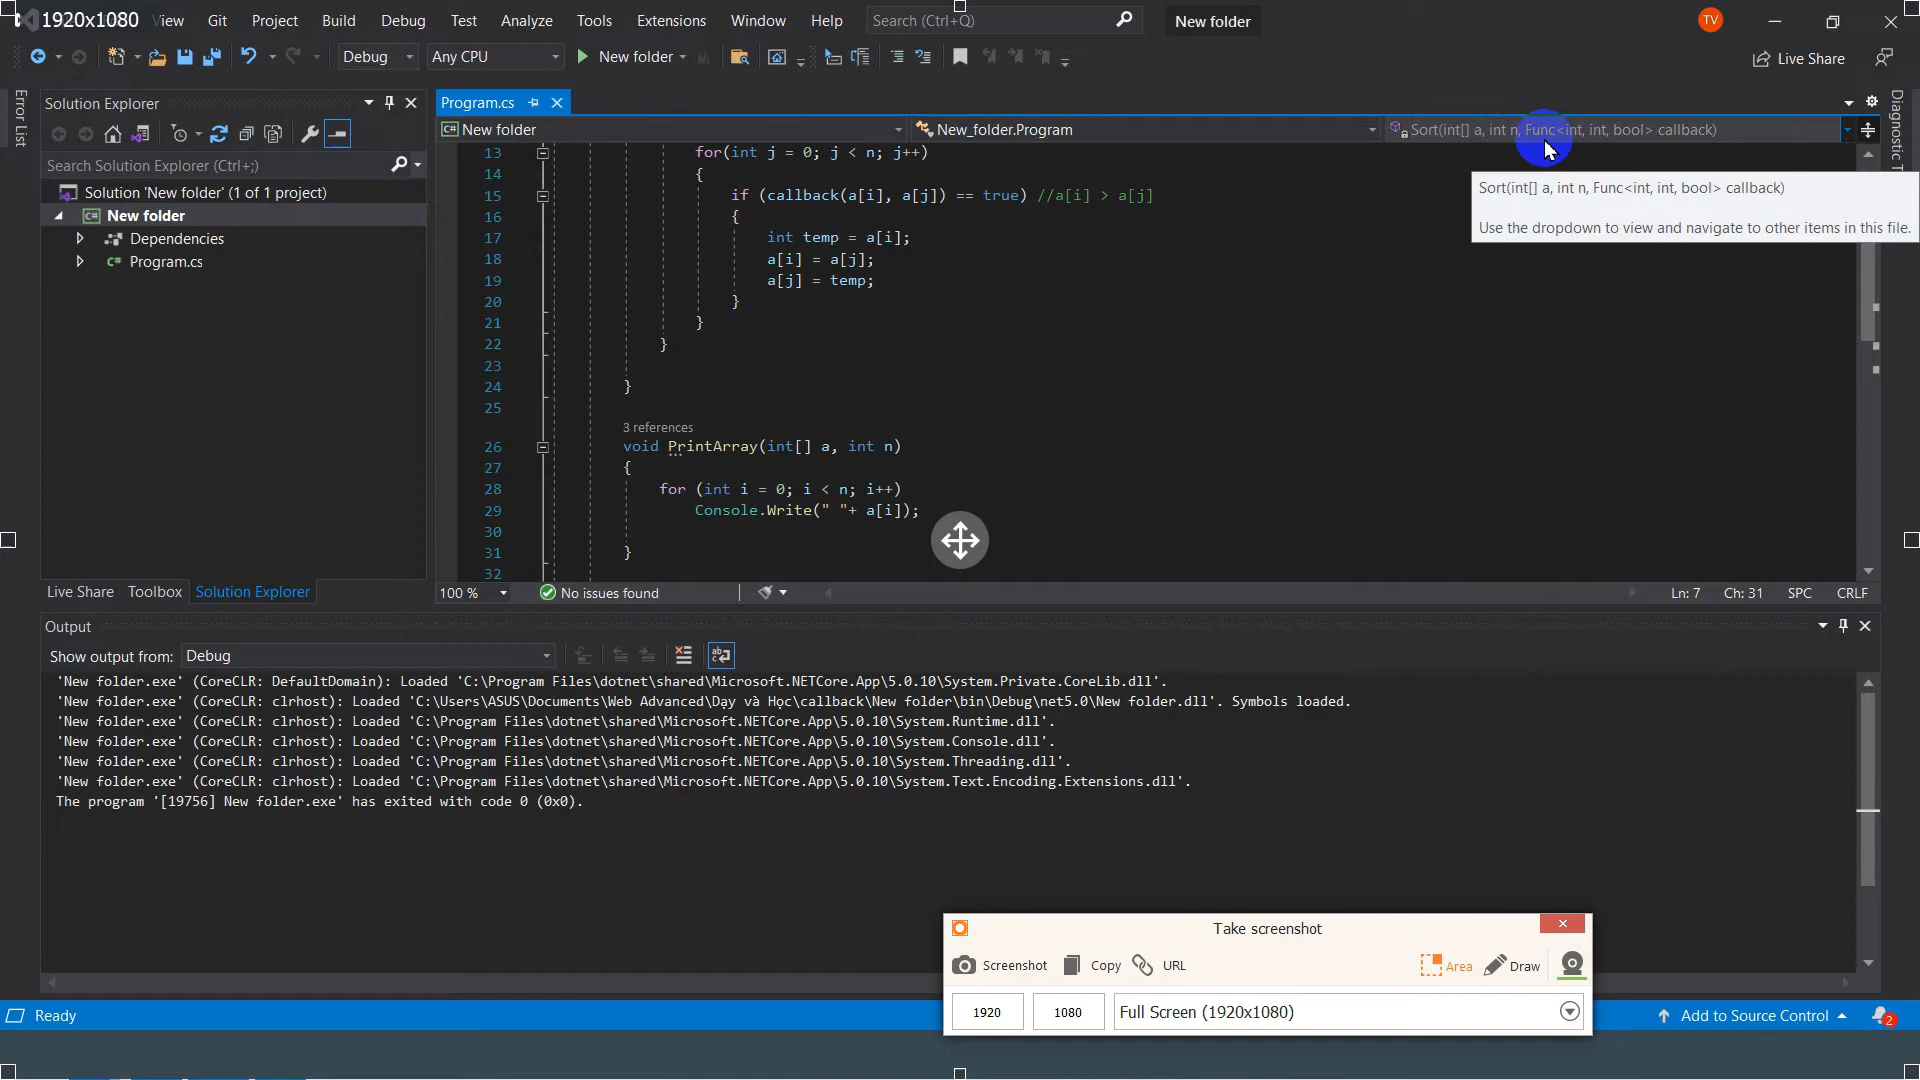 1920x1080 View Git Project Build Debug Test Analyze Tools Extensions Window Help Search (Ctrl+Q) New folder TV
Debug Any CPU New folder Live Share
Error List
Solution Explorer
Search Solution Explorer (Ctrl+;)
Solution 'New folder' (1 of 1 project)
New folder
Dependencies
C# Program.cs
Live Share Toolbox Solution Explorer
Program.cs
C# New folder New_folder.Program Sort(int[] a, int n, Func<int, int, bool> callback)
Sort(int[] a, int n, Func<int, int, bool> callback)
Use the dropdown to view and navigate to other items in this file.
Diagnostic T
13 for(int j = 0; j < n; j++)
14 {
15 if (callback(a[i], a[j]) == true) //a[i] > a[j]
16 {
17 int temp = a[i];
18 a[i] = a[j];
19 a[j] = temp;
20 }
21 }
22 }
23
24 }
25
3 references
26 void PrintArray(int[] a, int n)
27 {
28 for (int i = 0; i < n; i++)
29 Console.Write(" "+ a[i]);
30
31 }
32
100 % No issues found Ln: 7 Ch: 31 SPC CRLF
Output
Show output from: Debug
'New folder.exe' (CoreCLR: DefaultDomain): Loaded 'C:\Program Files\dotnet\shared\Microsoft.NETCore.App\5.0.10\System.Private.CoreLib.dll'.
'New folder.exe' (CoreCLR: clrhost): Loaded 'C:\Users\ASUS\Documents\Web Advanced\Dạy và Học\callback\New folder\bin\Debug\net5.0\New folder.dll'. Symbols loaded.
'New folder.exe' (CoreCLR: clrhost): Loaded 'C:\Program Files\dotnet\shared\Microsoft.NETCore.App\5.0.10\System.Runtime.dll'.
'New folder.exe' (CoreCLR: clrhost): Loaded 'C:\Program Files\dotnet\shared\Microsoft.NETCore.App\5.0.10\System.Console.dll'.
'New folder.exe' (CoreCLR: clrhost): Loaded 'C:\Program Files\dotnet\shared\Microsoft.NETCore.App\5.0.10\System.Threading.dll'.
'New folder.exe' (CoreCLR: clrhost): Loaded 'C:\Program Files\dotnet\shared\Microsoft.NETCore.App\5.0.10\System.Text.Encoding.Extensions.dll'.
The program '[19756] New folder.exe' has exited with code 0 (0x0).
Take screenshot
Screenshot Copy URL Area Draw
1920 1080 Full Screen (1920x1080)
Ready Add to Source Control 2